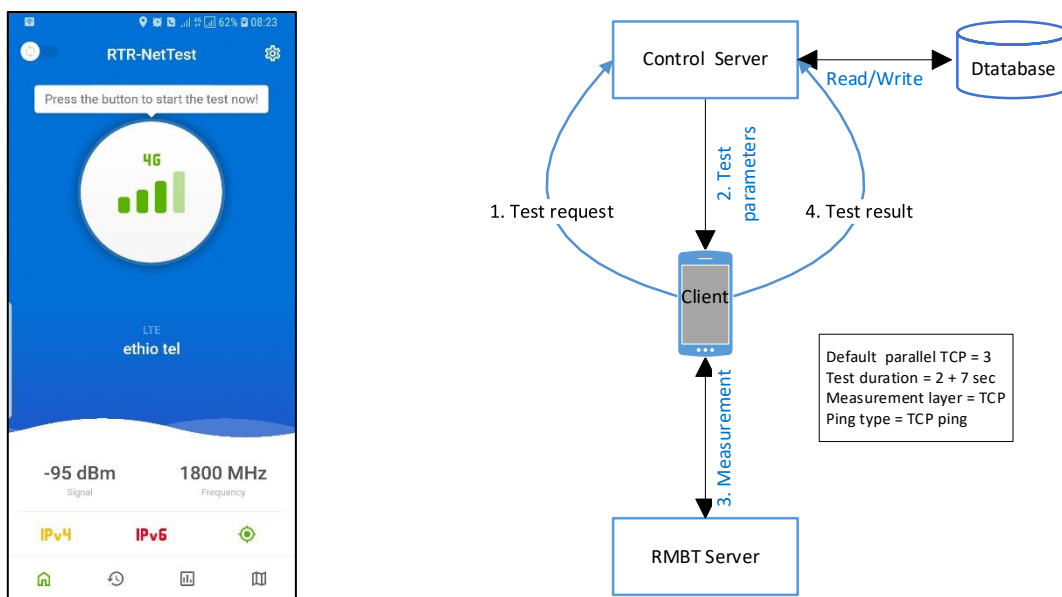 62% 08:23
RTR-NetTest
Press the button to start the test now!
4G
LTE
ethio tel
-95 dBm
Signal
1800 MHz
Frequency
IPv4
IPv6
Control Server
Read/Write
Dtatabase
1. Test request
2. Test
parameters
4. Test result
Client
Default parallel TCP = 3
Test duration = 2 + 7 sec
Measurement layer = TCP
Ping type = TCP ping
3. Measurement
RMBT Server